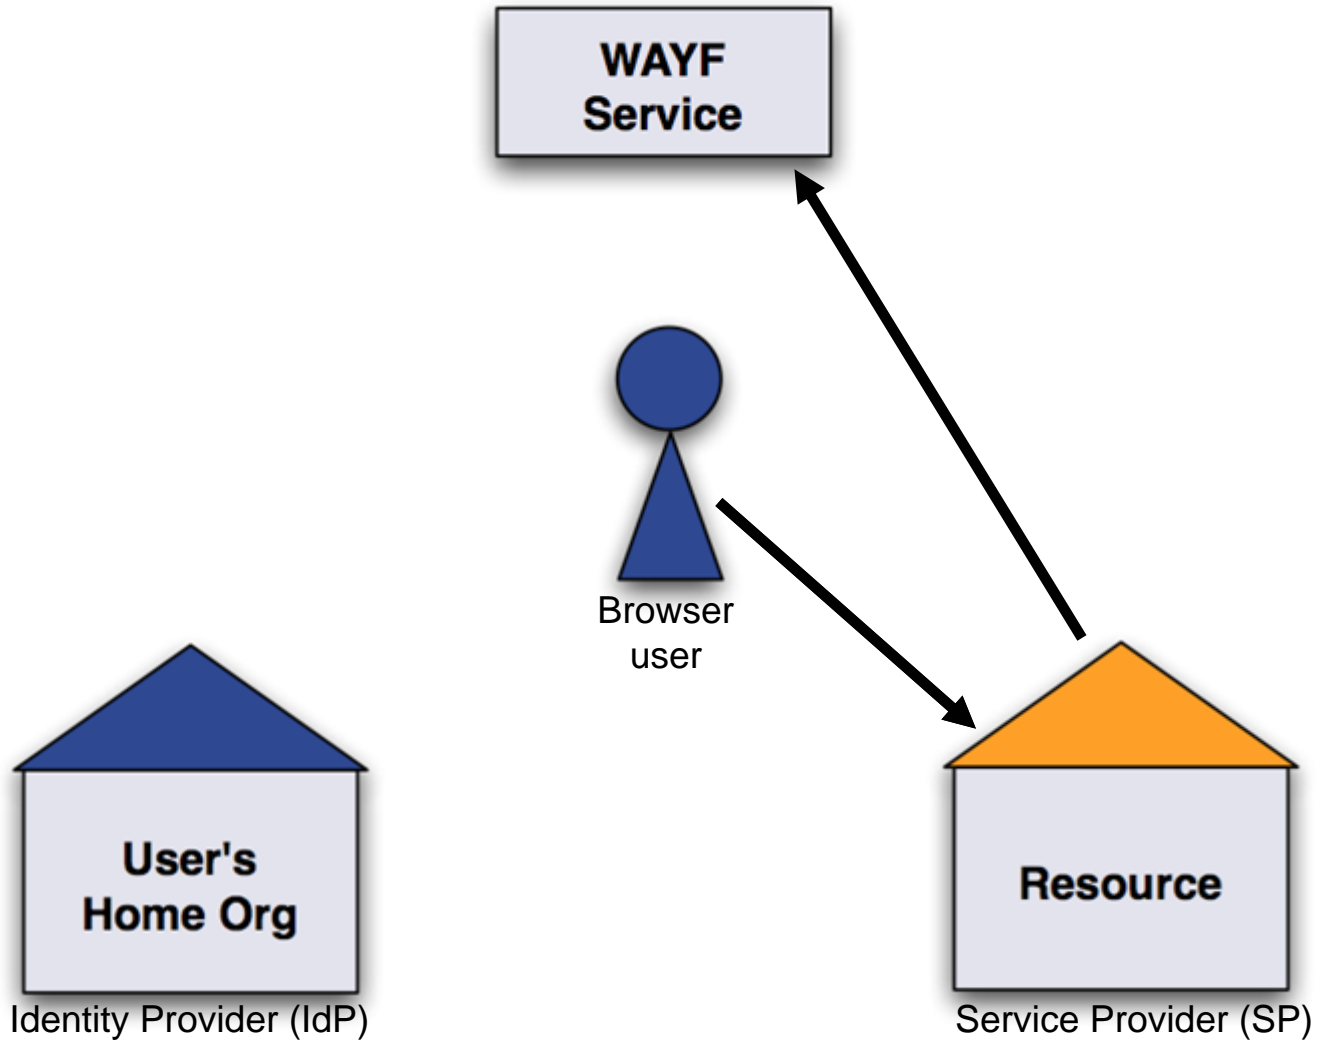 WAYF
Service
Browser
user
User's
Home Org
Identity Provider (IdP)
Resource
Service Provider (SP)